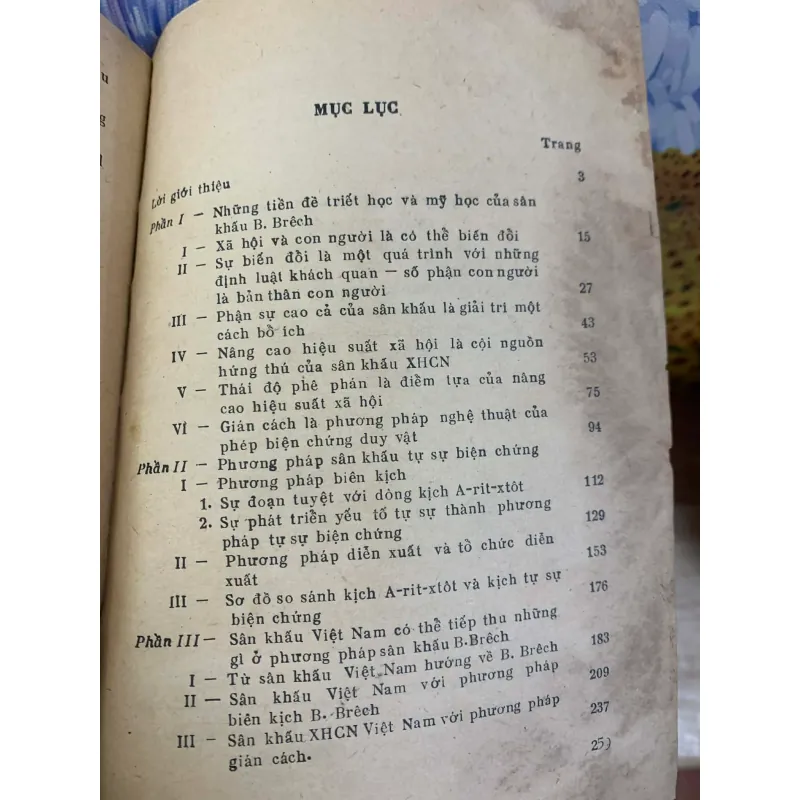 u
g
MỤC LỤC
Trang
Lời giới thiệu 3
Phần I — Những tiền đề triết học và mỹ học của sân
khấu B. Brêch
I — Xã hội và con người là có thể biến đổi 15
II — Sự biến đổi là một quá trình với những
định luật khách quan — số phận con người
là bản thân con người 27
III — Phận sự cao cả của sân khấu là giải trí một
cách bổ ích 43
IV — Nâng cao hiệu suất xã hội là cội nguồn
hứng thú của sân khấu XHCN 53
V — Thái độ phê phán là điểm tựa của nâng
cao hiệu suất xã hội 75
VI — Gián cách là phương pháp nghệ thuật của
phép biện chứng duy vật 94
Phần II — Phương pháp sân khấu tự sự biện chứng
I — Phương pháp biên kịch
1. Sự đoạn tuyệt với dòng kịch A-rit-xtôt 112
2. Sự phát triển yếu tố tự sự thành phương
pháp tự sự biện chứng 129
II — Phương pháp diễn xuất và tổ chức diễn
xuất 153
III — Sơ đồ so sánh kịch A-rit-xtôt và kịch tự sự
biện chứng 176
Phần III — Sân khấu Việt Nam có thể tiếp thu những
gì ở phương pháp sân khấu B.Brêch 183
I — Từ sân khấu Việt Nam hướng về B. Brêch
II — Sân khấu Việt Nam với phương pháp 209
biên kịch B. Brêch
III — Sân khấu XHCN Việt Nam với phương pháp 237
gián cách. 259